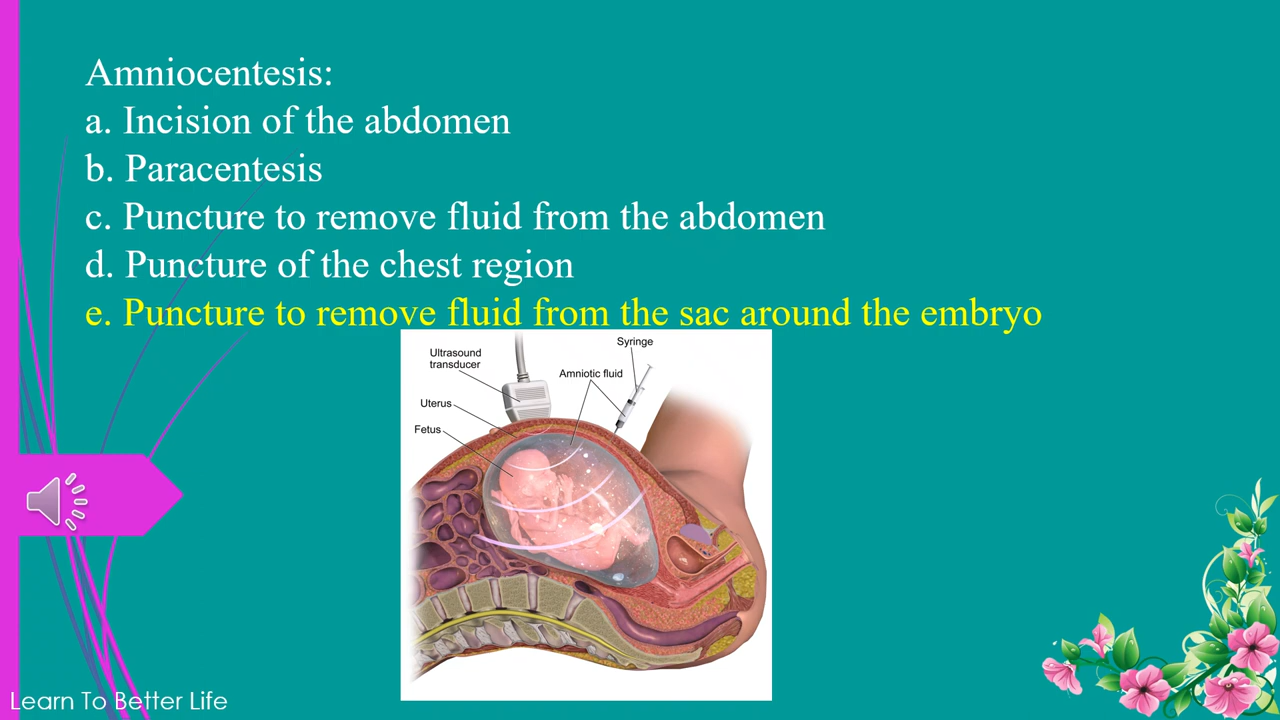 Amniocentesis:
a. Incision of the abdomen
b. Paracentesis
c. Puncture to remove fluid from the abdomen
d. Puncture of the chest region
e. Puncture to remove fluid from the sac around the embryo
Syringe
Ultrasound
transducer
Amniotic fluid
Uterus
Fetus
Learn To Better Life